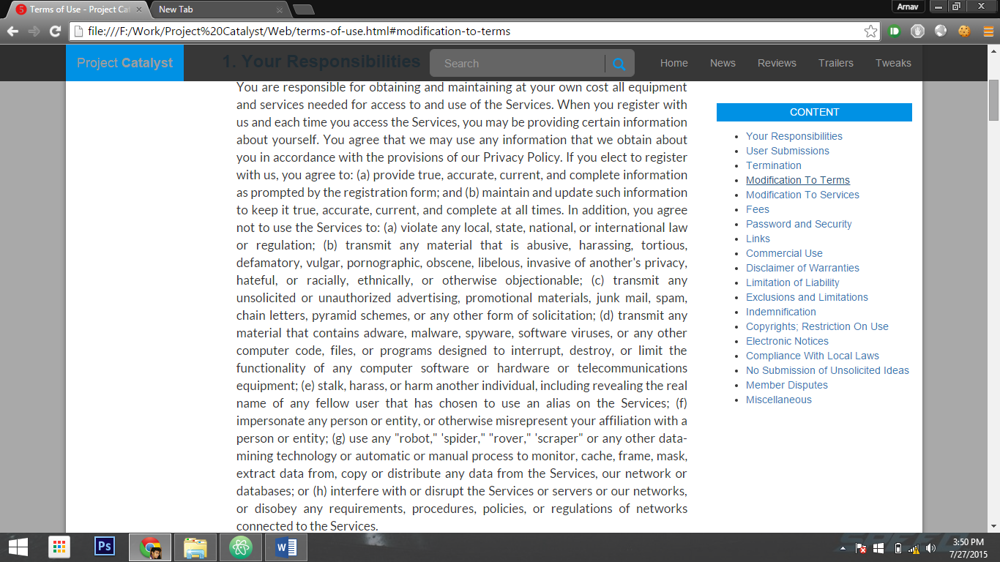 Terms of Use - Project Cat
New Tab
Arnav
file:///F:/Work/Project%20Catalyst/Web/terms-of-use.html#modification-to-terms
Project Catalyst
1. Your Responsibilities
Search
Home
News
Reviews
Trailers
Tweaks
You are responsible for obtaining and maintaining at your own cost all equipment
and services needed for access to and use of the Services. When you register with
us and each time you access the Services, you may be providing certain information
about yourself. You agree that we may use any information that we obtain about
you in accordance with the provisions of our Privacy Policy. If you elect to register
with us, you agree to: (a) provide true, accurate, current, and complete information
as prompted by the registration form; and (b) maintain and update such information
to keep it true, accurate, current, and complete at all times. In addition, you agree
not to use the Services to: (a) violate any local, state, national, or international law
or regulation; (b) transmit any material that is abusive, harassing, tortious,
defamatory, vulgar, pornographic, obscene, libelous, invasive of another's privacy,
hateful, or racially, ethnically, or otherwise objectionable; (c) transmit any
unsolicited or unauthorized advertising, promotional materials, junk mail, spam,
chain letters, pyramid schemes, or any other form of solicitation; (d) transmit any
material that contains adware, malware, spyware, software viruses, or any other
computer code, files, or programs designed to interrupt, destroy, or limit the
functionality of any computer software or hardware or telecommunications
equipment; (e) stalk, harass, or harm another individual, including revealing the real
name of any fellow user that has chosen to use an alias on the Services; (f)
impersonate any person or entity, or otherwise misrepresent your affiliation with a
person or entity; (g) use any "robot," 'spider," "rover," 'scraper" or any other data-
mining technology or automatic or manual process to monitor, cache, frame, mask,
extract data from, copy or distribute any data from the Services, our network or
databases; or (h) interfere with or disrupt the Services or servers or our networks,
or disobey any requirements, procedures, policies, or regulations of networks
connected to the Services.
CONTENT
Your Responsibilities
User Submissions
Termination
Modification To Terms
Modification To Services
Fees
Password and Security
Links
Commercial Use
Disclaimer of Warranties
Limitation of Liability
Exclusions and Limitations
Indemnification
Copyrights; Restriction On Use
Electronic Notices
Compliance With Local Laws
No Submission of Unsolicited Ideas
Member Disputes
Miscellaneous
Ps
W
SPEED
3:50 PM
7/27/2015